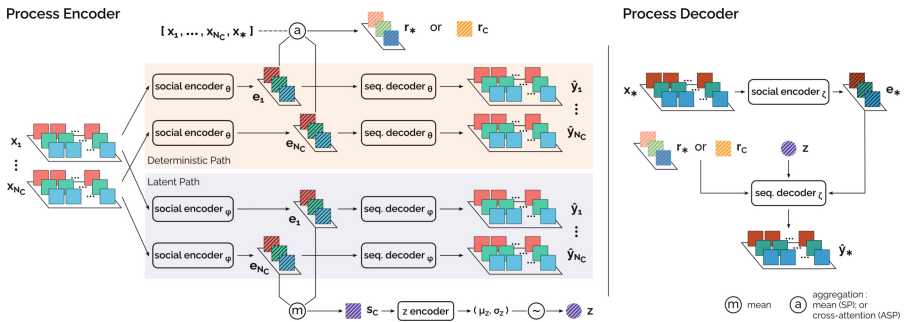 Process Encoder
[ x₁ , ... , x_{N_C}, x_* ]
a
r_* or r_C
social encoder θ
e₁
seq. decoder θ
ŷ₁
x₁
social encoder θ
e_{N_C}
seq. decoder θ
ŷ_{N_C}
Deterministic Path
x_{N_C}
Latent Path
social encoder φ
e₁
seq. decoder φ
ŷ₁
social encoder φ
e_{N_C}
seq. decoder φ
ŷ_{N_C}
m
s_C
z encoder
( μ_Z, σ_Z )
~
z
Process Decoder
x_*
social encoder ζ
e_*
r_* or r_C
z
seq. decoder ζ
ŷ_*
m mean
a aggregation :
mean (SP); or
cross-attention (ASP)